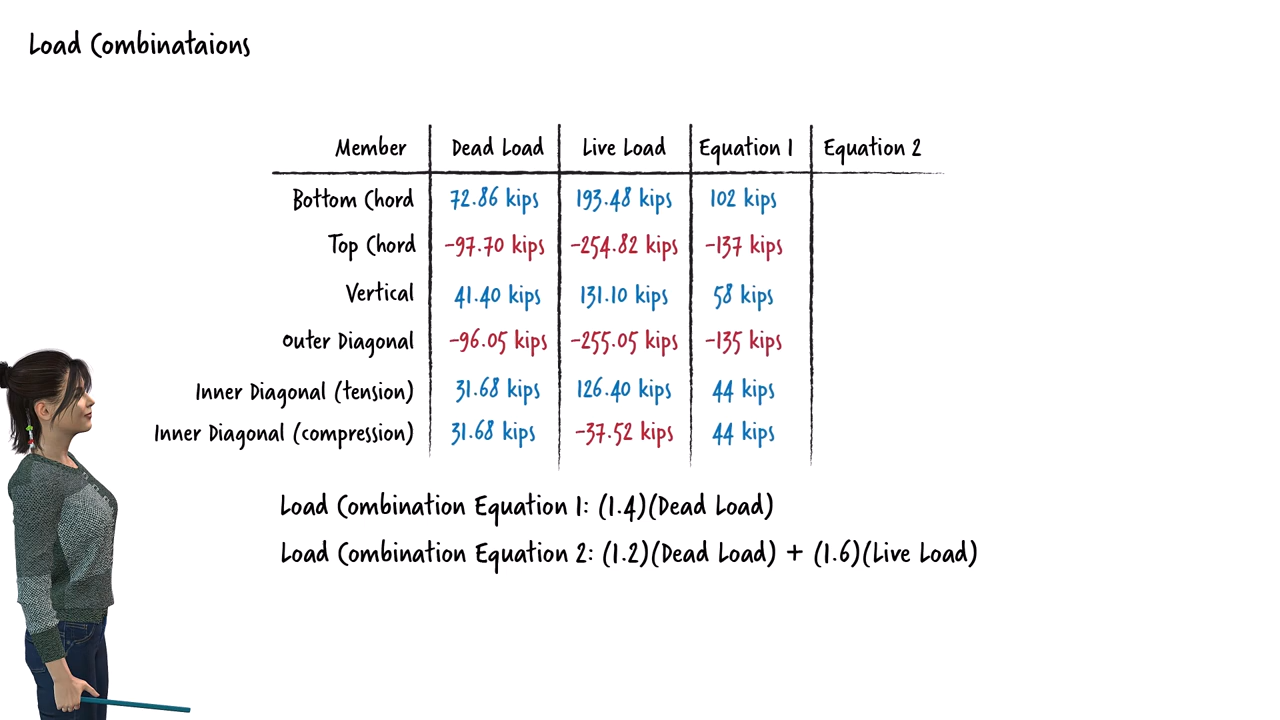 Load Combinataions
Member Dead Load Live Load Equation 1 Equation 2
Bottom Chord 72.86 kips 193.48 kips 102 kips
Top Chord -97.70 kips -254.82 kips -137 kips
Vertical 41.40 kips 131.10 kips 58 kips
Outer Diagonal -96.05 kips -255.05 kips -135 kips
Inner Diagonal (tension) 31.68 kips 126.40 kips 44 kips
Inner Diagonal (compression) 31.68 kips -37.52 kips 44 kips
Load Combination Equation 1: (1.4)(Dead Load)
Load Combination Equation 2: (1.2)(Dead Load) + (1.6)(Live Load)